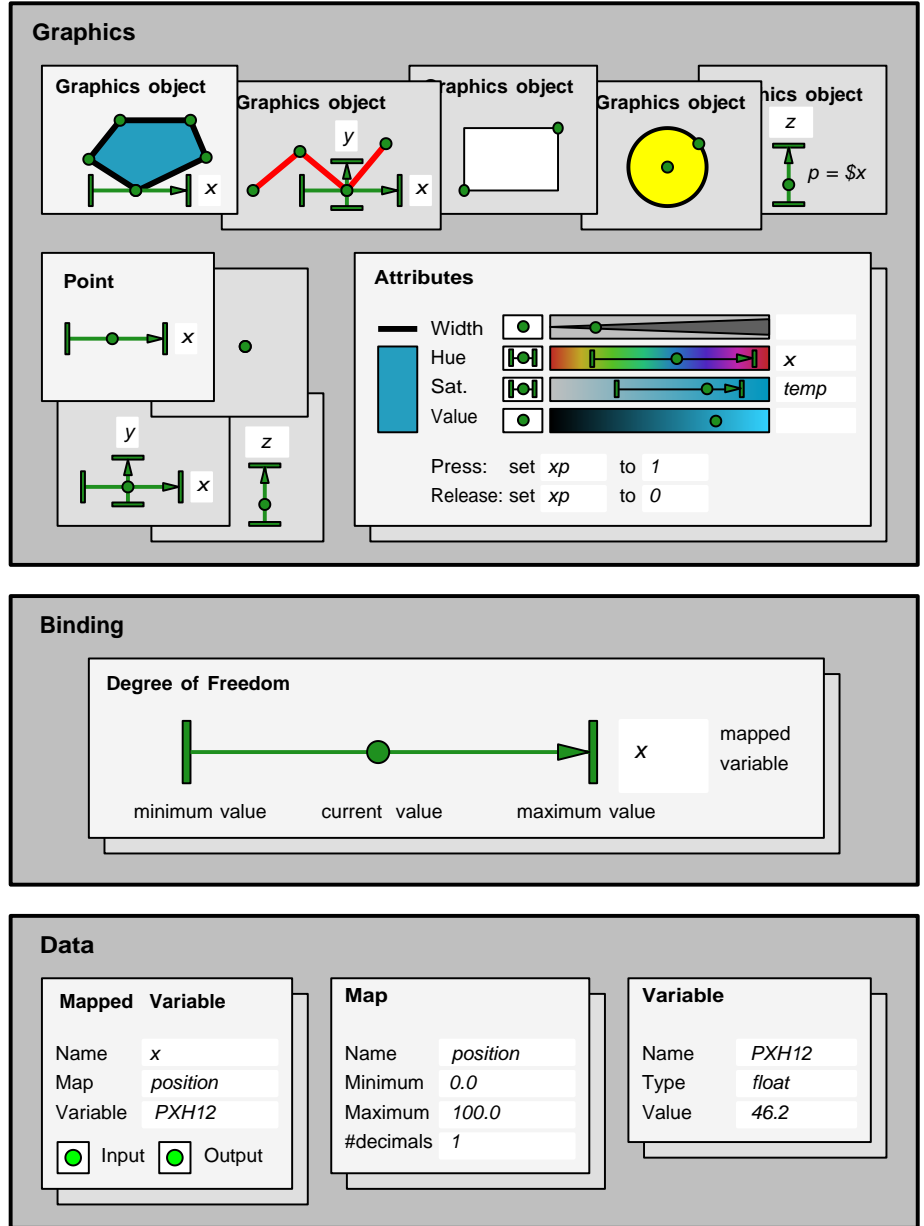 Graphics
Graphics object
x
Graphics object
y
x
raphics object
Graphics object
nics object
z
p = $x
Point
x
y
x
z
Attributes
Width
Hue x
Sat. temp
Value
Press: set xp to 1
Release: set xp to 0
Binding
Degree of Freedom
x
mapped
variable
minimum value current value maximum value
Data
Mapped Variable
Name x
Map position
Variable PXH12
Input Output
Map
Name position
Minimum 0.0
Maximum 100.0
#decimals 1
Variable
Name PXH12
Type float
Value 46.2